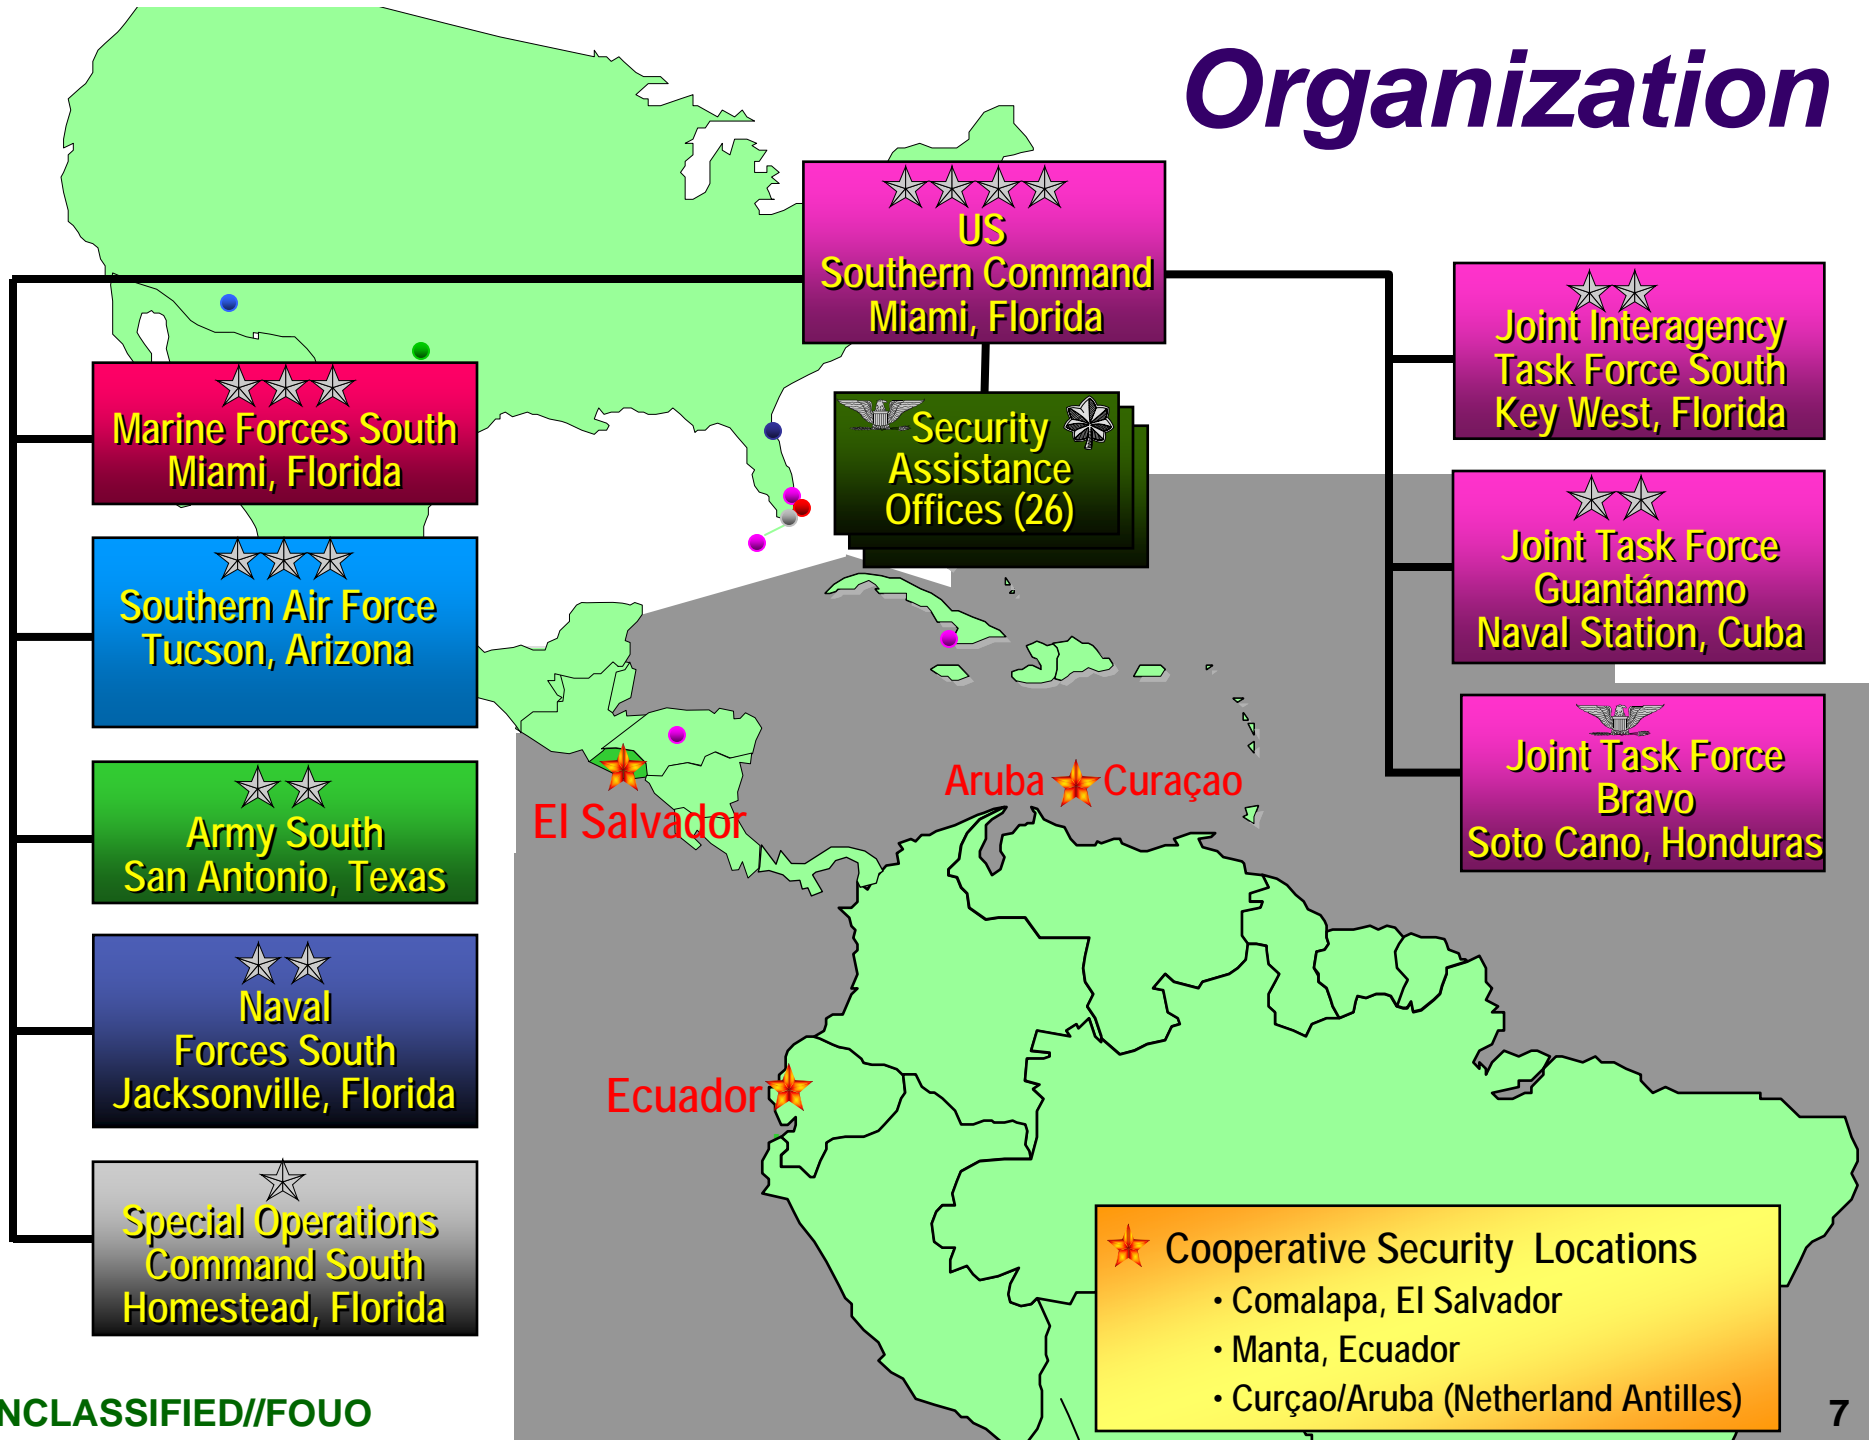 Organization
US
Southern Command
Miami, Florida
Marine Forces South
Miami, Florida
Southern Air Force
Tucson, Arizona
Army South
San Antonio, Texas
Naval
Forces South
Jacksonville, Florida
Special Operations
Command South
Homestead, Florida
Security
Assistance
Offices (26)
Joint Interagency
Task Force South
Key West, Florida
Joint Task Force
Guantánamo
Naval Station, Cuba
Joint Task Force
Bravo
Soto Cano, Honduras
El Salvador
Aruba
Curaçao
Ecuador
Cooperative Security Locations
• Comalapa, El Salvador
• Manta, Ecuador
• Curçao/Aruba (Netherland Antilles)
NCLASSIFIED//FOUO
7